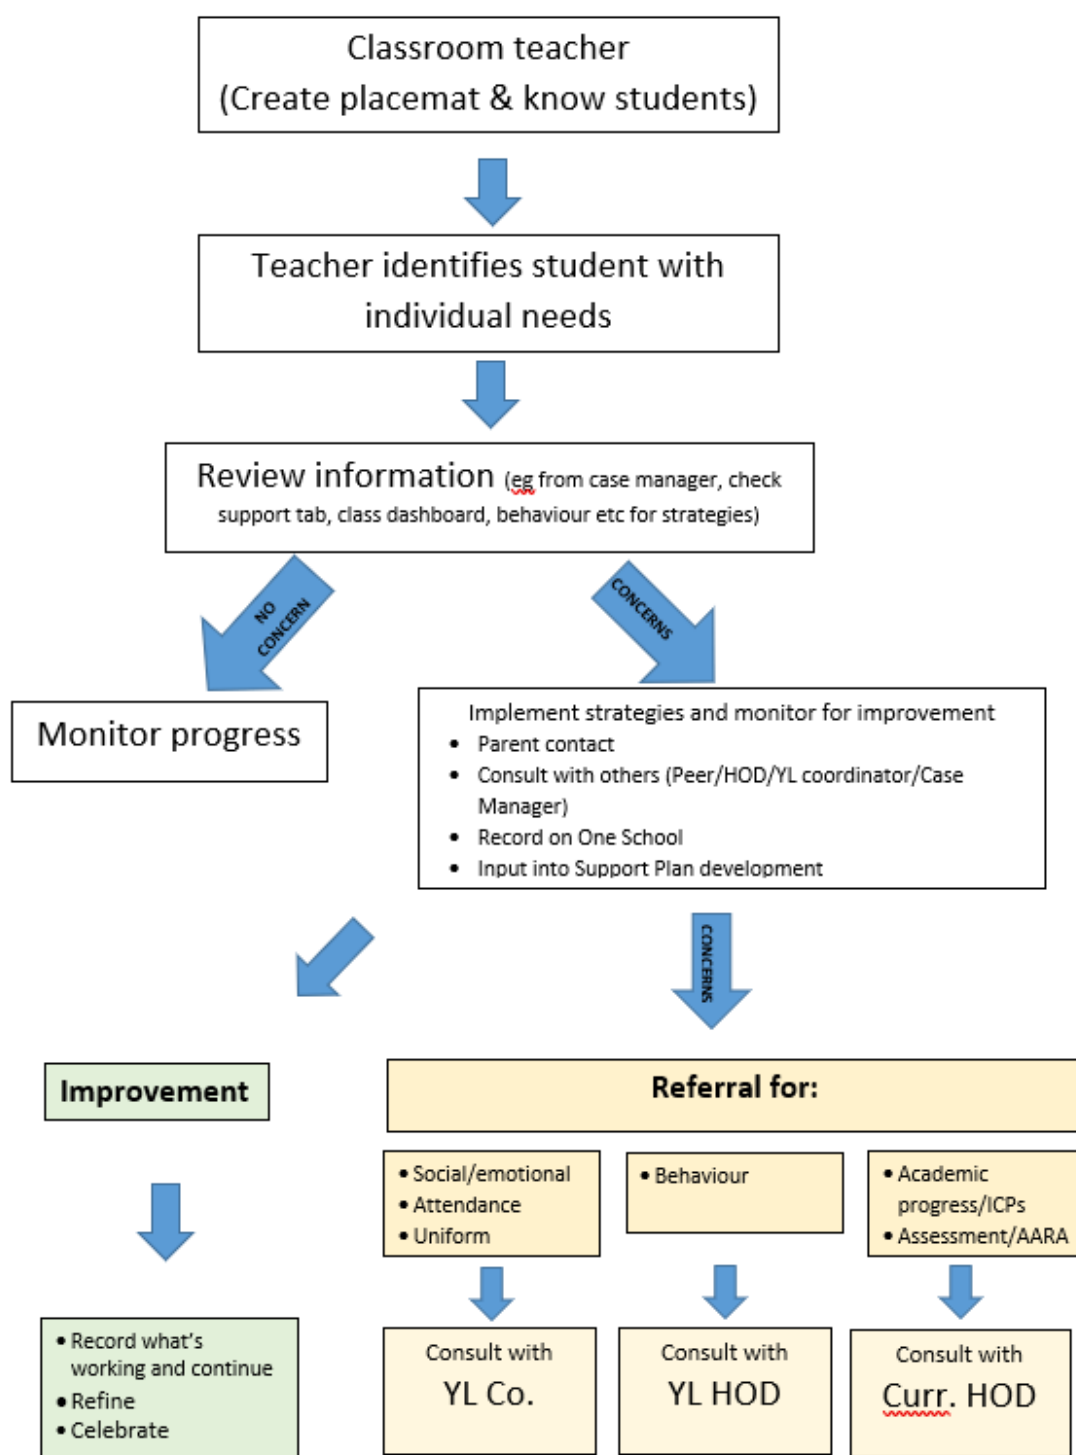 Classroom teacher
(Create placemat & know students)
Teacher identifies student with
individual needs
Review information (eg from case manager, check
support tab, class dashboard, behaviour etc for strategies)
NO
CONCERN
CONCERNS
Monitor progress
Implement strategies and monitor for improvement
• Parent contact
• Consult with others (Peer/HOD/YL coordinator/Case
Manager)
• Record on One School
• Input into Support Plan development
CONCERNS
Improvement
Referral for:
• Social/emotional
• Attendance
• Uniform
• Behaviour
• Academic
progress/ICPs
• Assessment/AARA
• Record what's
working and continue
• Refine
• Celebrate
Consult with
YL Co.
Consult with
YL HOD
Consult with
Curr. HOD